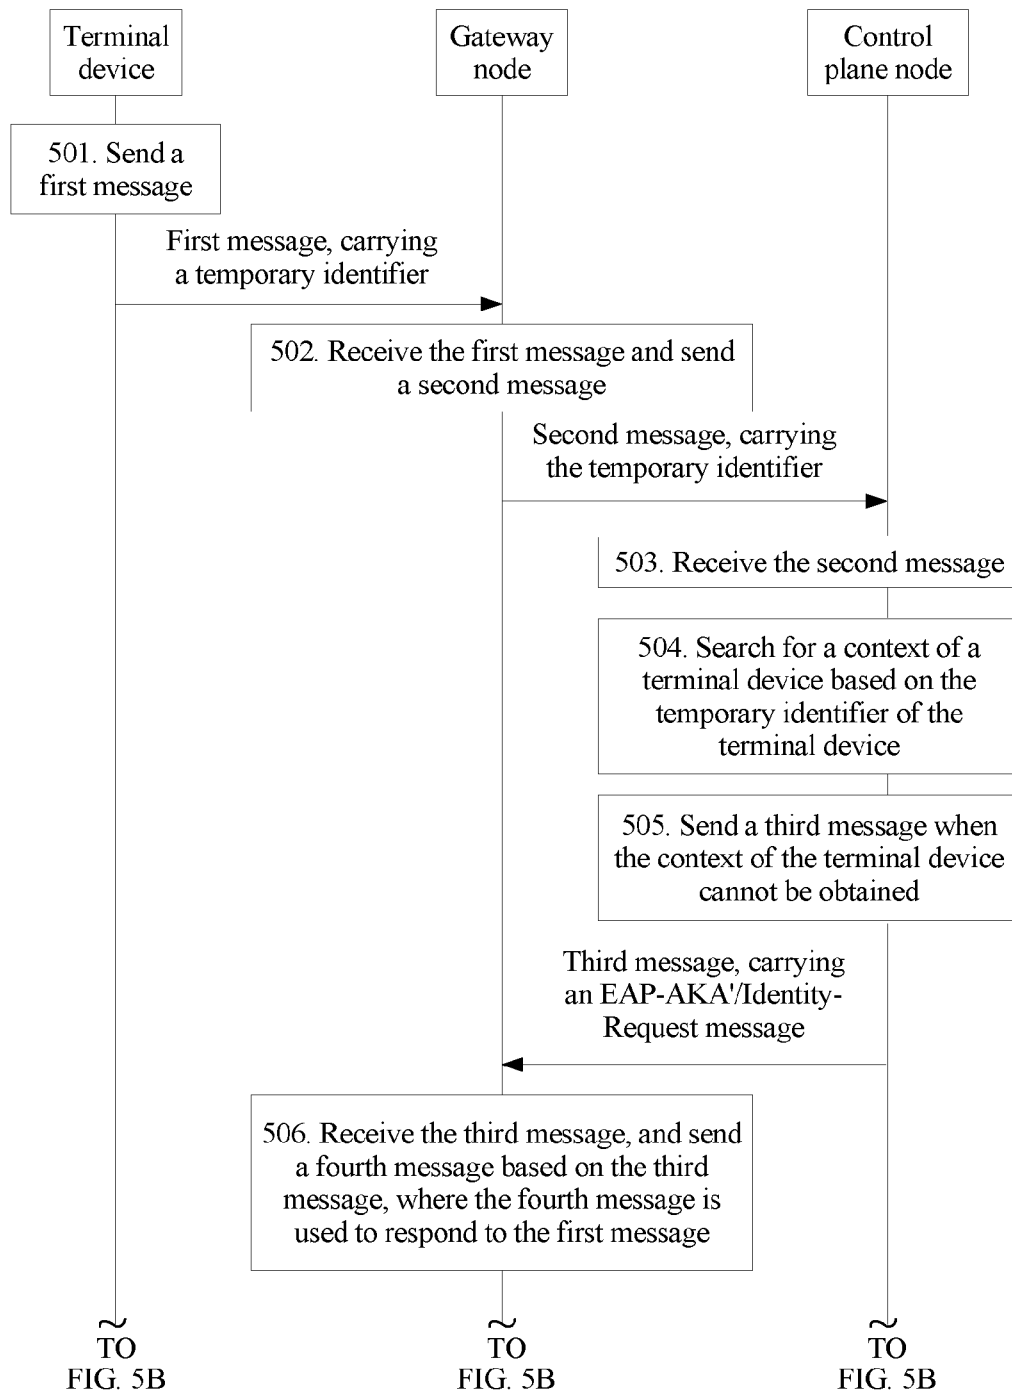 Terminal
device
Gateway
node
Control
plane node
501. Send a
first message
First message, carrying
a temporary identifier
502. Receive the first message and send
a second message
Second message, carrying
the temporary identifier
503. Receive the second message
504. Search for a context of a
terminal device based on the
temporary identifier of the
terminal device
505. Send a third message when
the context of the terminal device
cannot be obtained
Third message, carrying
an EAP-AKA'/Identity-
Request message
506. Receive the third message, and send
a fourth message based on the third
message, where the fourth message is
used to respond to the first message
TO
FIG. 5B
TO
FIG. 5B
TO
FIG. 5B